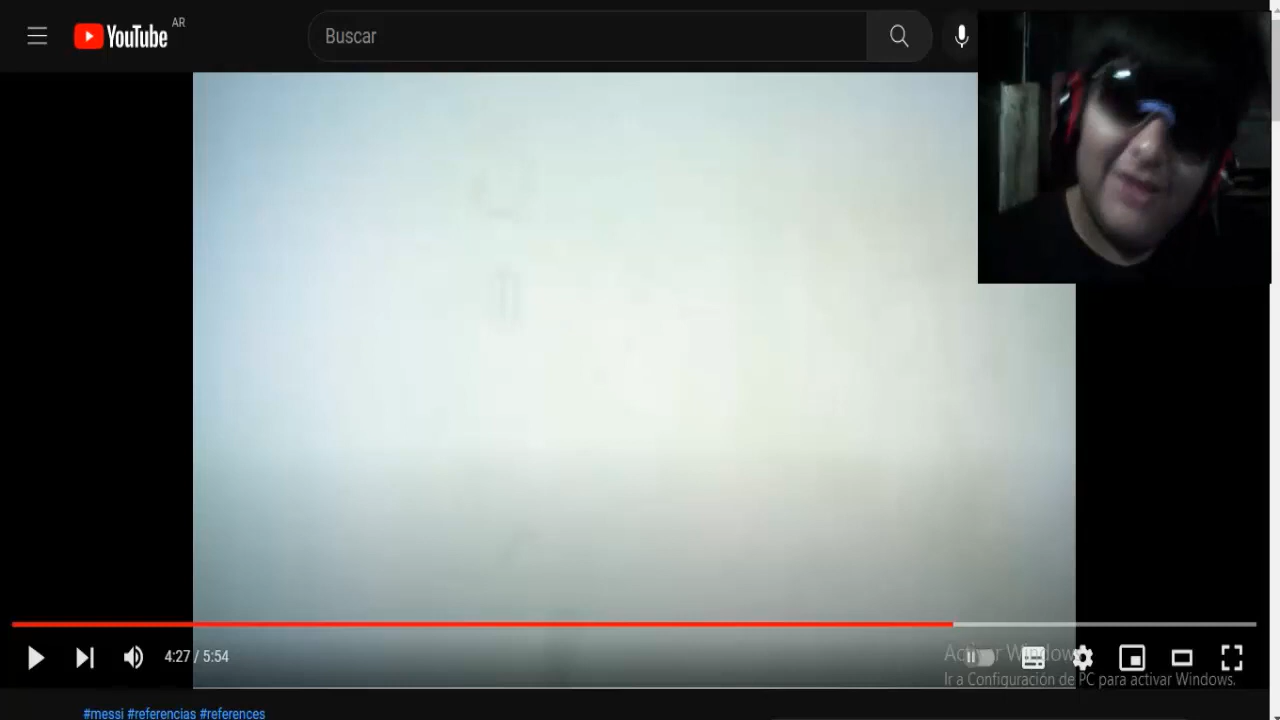 YouTube AR
Buscar
4:27 / 5:54
Activar Windows
Ir a Configuración de PC para activar Windows.
#messi #referencias #references